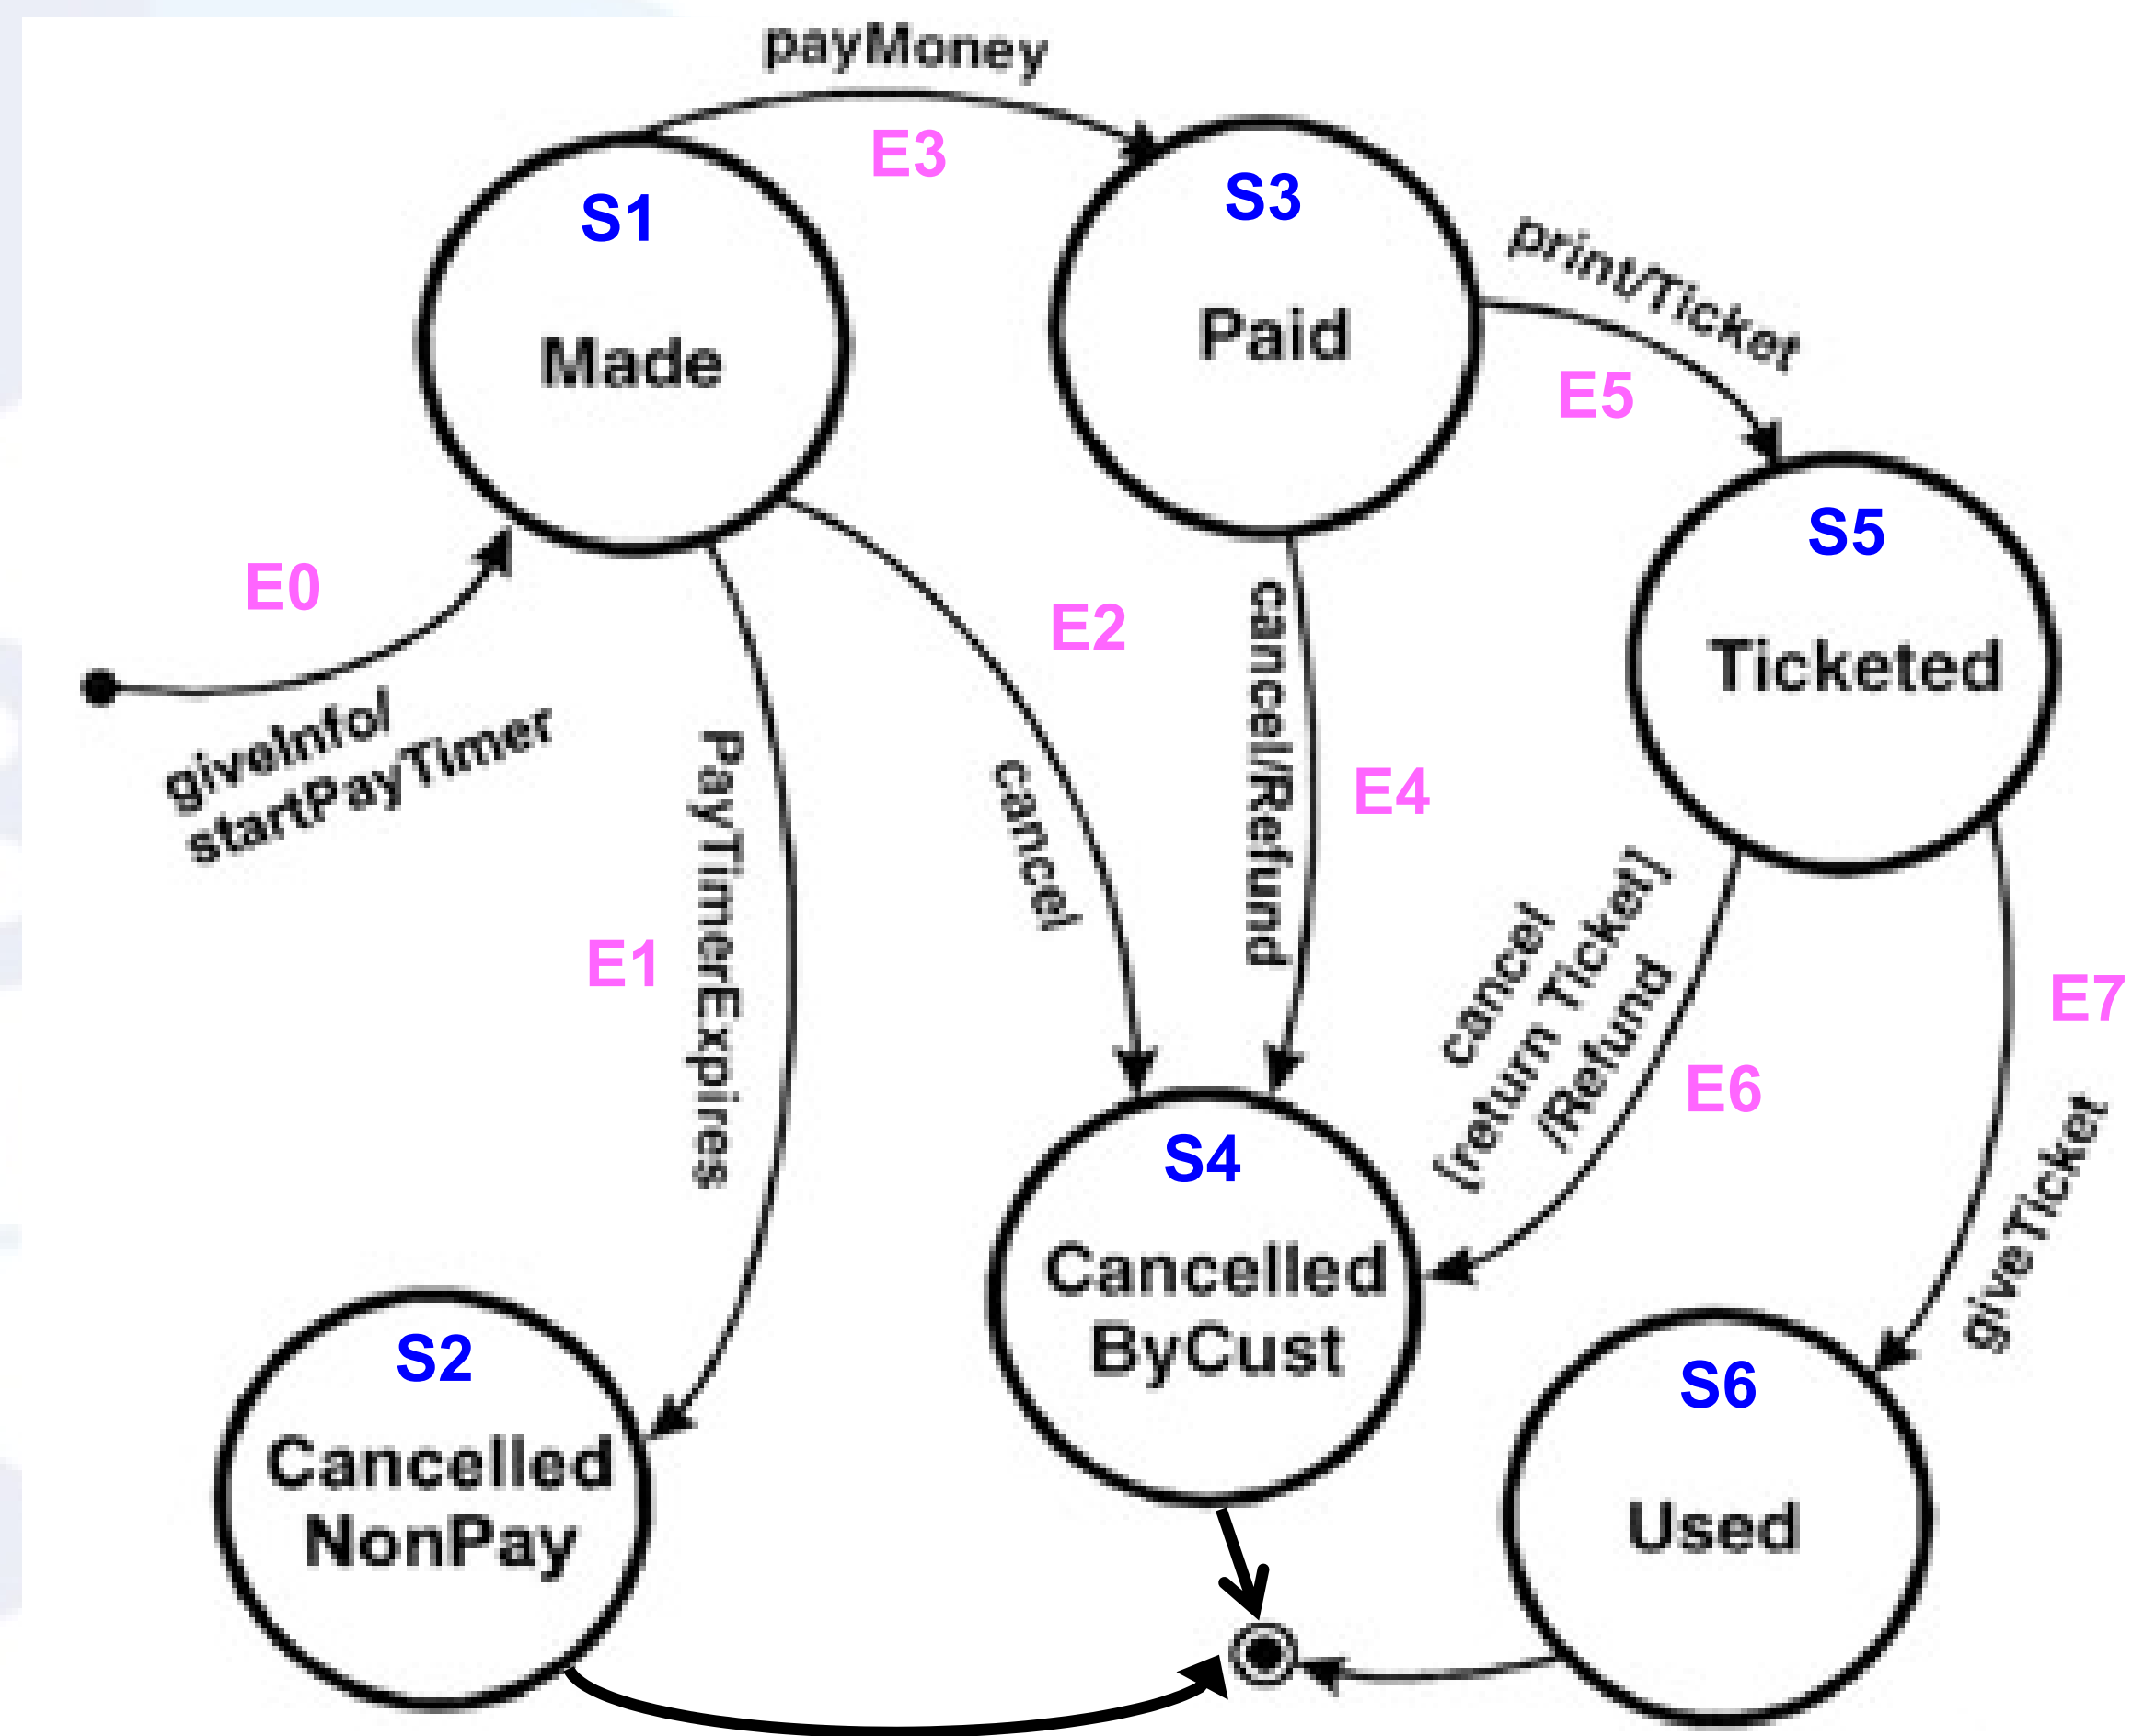 payMoney
E3
S1
Made
S3
Paid
print/Ticket
E5
S5
Ticketed
E0
giveInfo/
startPayTimer
E1
PayTimerExpires
E2
cancel
cancel/Refund
E4
cancel
[return Ticket]
/Refund
E6
E7
giveTicket
S4
Cancelled
ByCust
S2
Cancelled
NonPay
S6
Used